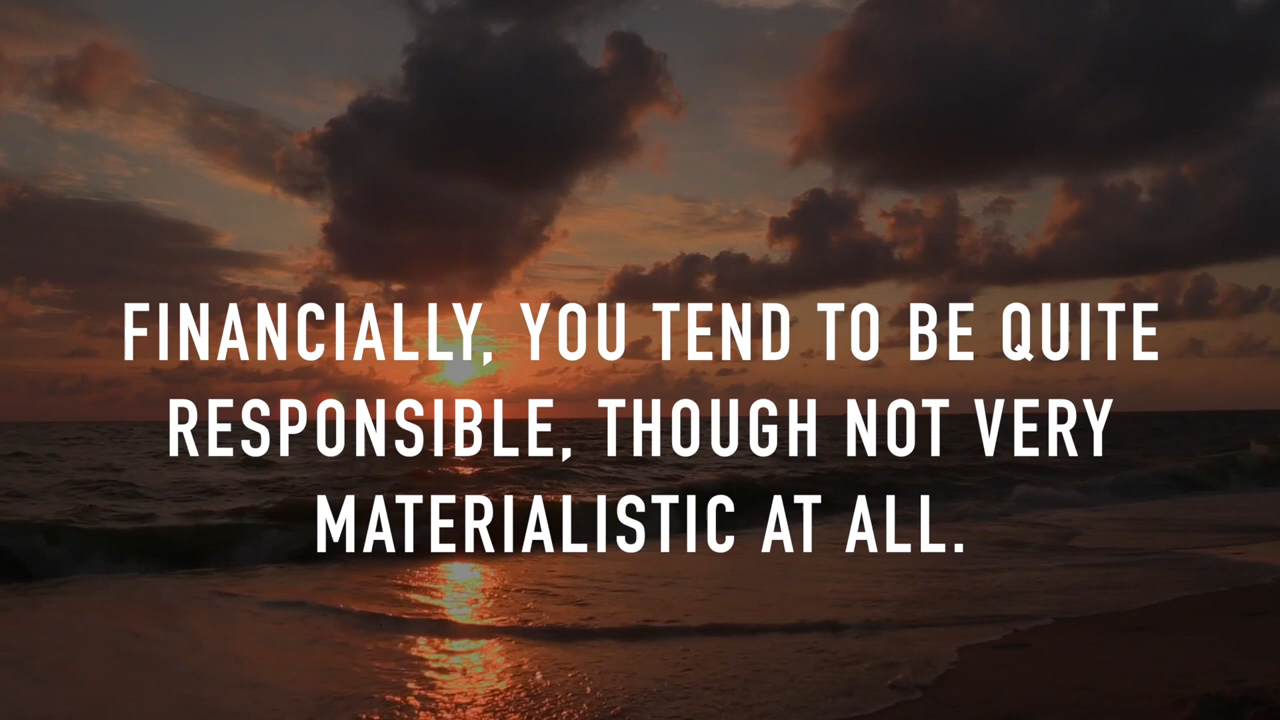 FINANCIALLY, YOU TEND TO BE QUITE
RESPONSIBLE, THOUGH NOT VERY
MATERIALISTIC AT ALL.